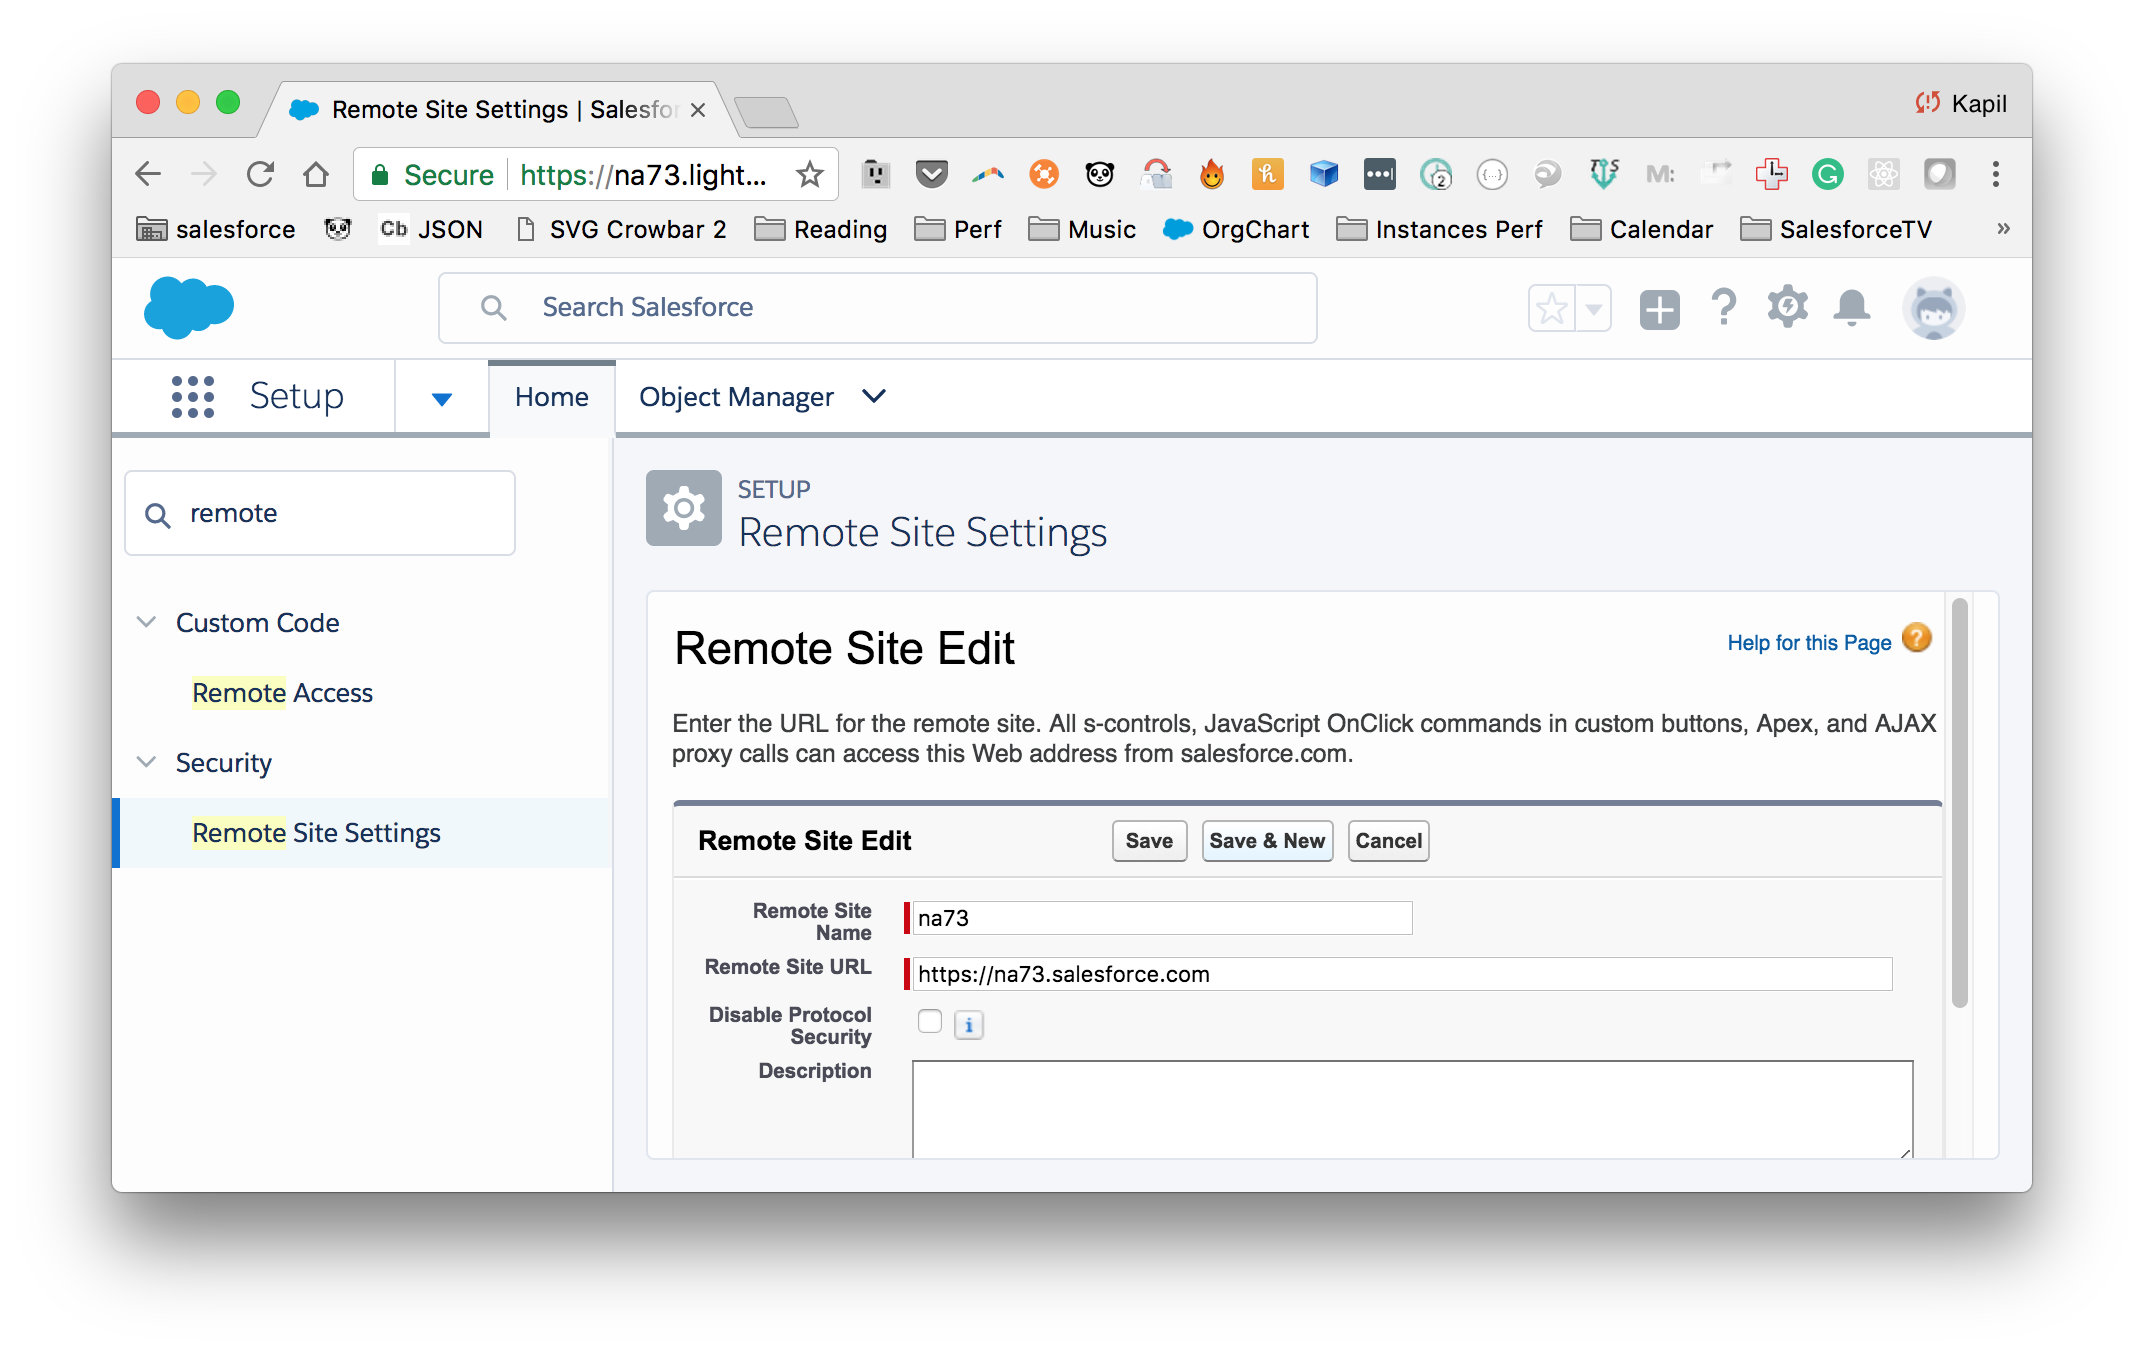 Remote Site Settings | Salesfor
Kapil
Secure https://na73.light...
salesforce Cb JSON SVG Crowbar 2 Reading Perf Music OrgChart Instances Perf Calendar SalesforceTV »
Search Salesforce
Setup Home Object Manager
remote
Custom Code
Remote Access
Security
Remote Site Settings
SETUP
Remote Site Settings
Remote Site Edit
Help for this Page ?
Enter the URL for the remote site. All s-controls, JavaScript OnClick commands in custom buttons, Apex, and AJAX
proxy calls can access this Web address from salesforce.com.
Remote Site Edit Save Save & New Cancel
Remote Site
Name
na73
Remote Site URL https://na73.salesforce.com
Disable Protocol
Security
i
Description